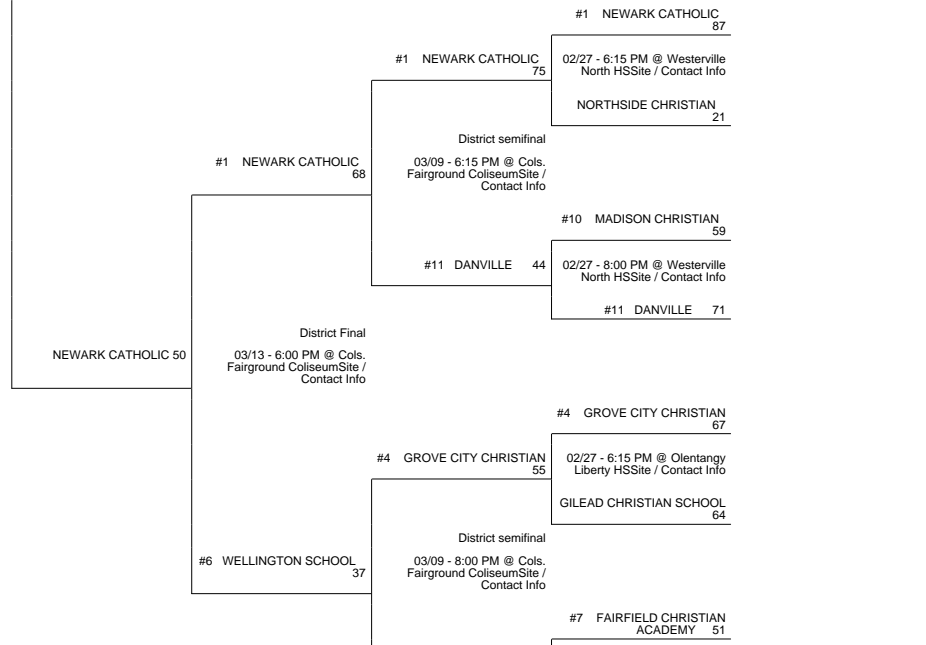 #1 NEWARK CATHOLIC
87
02/27 - 6:15 PM @ Westerville
North HSSite / Contact Info
NORTHSIDE CHRISTIAN
21
#1 NEWARK CATHOLIC
75
District semifinal
03/09 - 6:15 PM @ Cols.
Fairground ColiseumSite /
Contact Info
#1 NEWARK CATHOLIC
68
#10 MADISON CHRISTIAN
59
#11 DANVILLE 44
02/27 - 8:00 PM @ Westerville
North HSSite / Contact Info
#11 DANVILLE 71
District Final
03/13 - 6:00 PM @ Cols.
Fairground ColiseumSite /
Contact Info
NEWARK CATHOLIC 50
#4 GROVE CITY CHRISTIAN
67
#4 GROVE CITY CHRISTIAN
55
02/27 - 6:15 PM @ Olentangy
Liberty HSSite / Contact Info
GILEAD CHRISTIAN SCHOOL
64
District semifinal
03/09 - 8:00 PM @ Cols.
Fairground ColiseumSite /
Contact Info
#6 WELLINGTON SCHOOL
37
#7 FAIRFIELD CHRISTIAN
ACADEMY 51